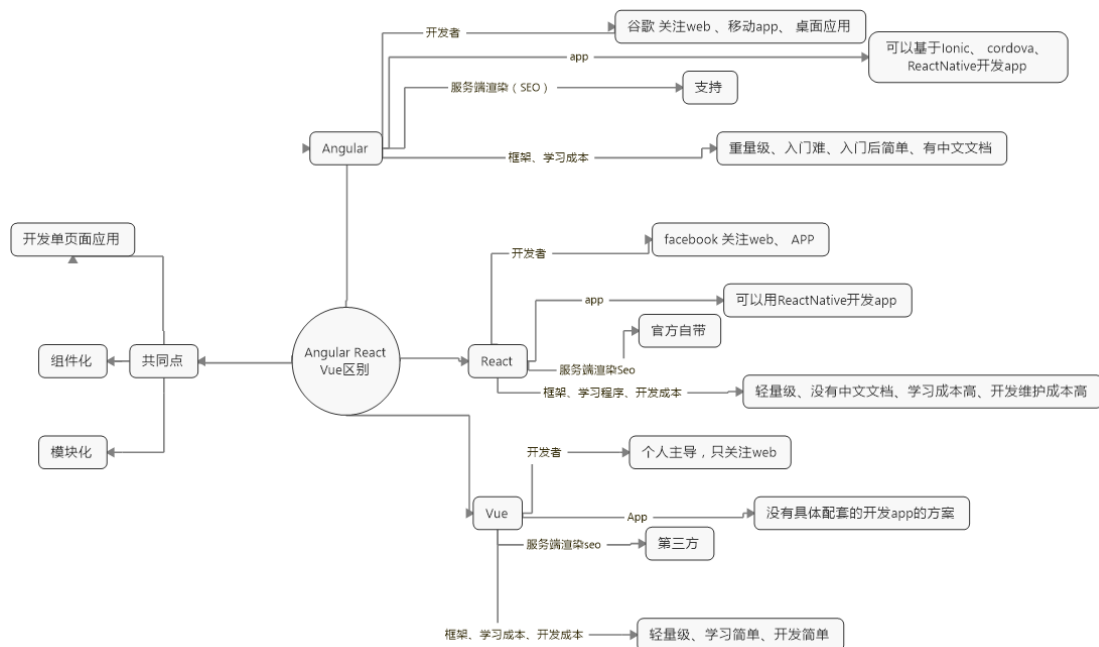 开发者
谷歌 关注web 、移动app、 桌面应用
app
可以基于Ionic、 cordova、
ReactNative开发app
服务端渲染（SEO）
支持
Angular
框架、学习成本
重量级、入门难、入门后简单、有中文文档
开发单页面应用
组件化
共同点
模块化
Angular React
Vue区别
开发者
facebook 关注web、 APP
app
可以用ReactNative开发app
官方自带
React
服务端渲染Seo
框架、学习程序、开发成本
轻量级、没有中文文档、学习成本高、开发维护成本高
开发者
个人主导，只关注web
Vue
App
没有具体配套的开发app的方案
服务端渲染seo
第三方
框架、学习成本、开发成本
轻量级、学习简单、开发简单